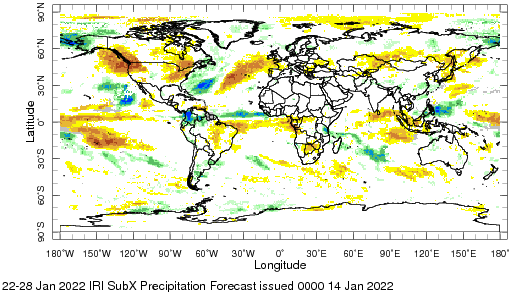 90°N
60°N
30°N
0°
30°S
60°S
90°S
Latitude
180°W 150°W 120°W 90°W 60°W 30°W 0° 30°E 60°E 90°E 120°E 150°E 180°E
Longitude
22-28 Jan 2022 IRI SubX Precipitation Forecast issued 0000 14 Jan 2022